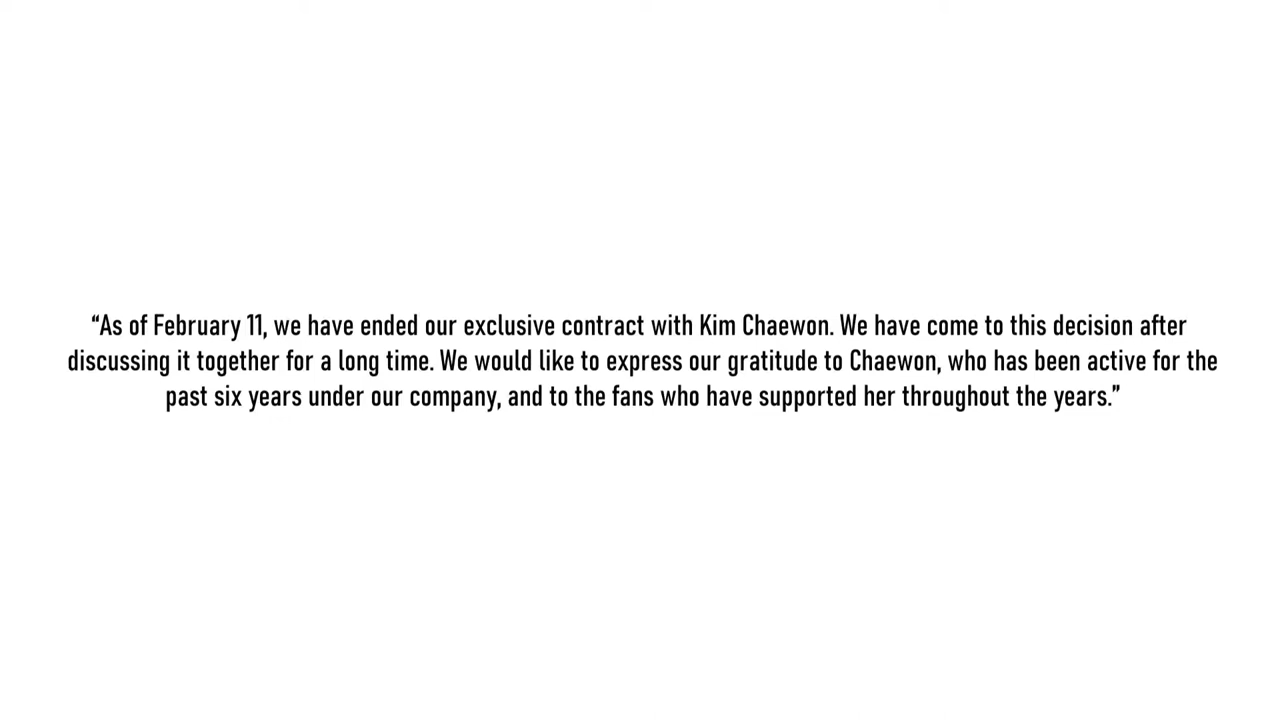 “As of February 11, we have ended our exclusive contract with Kim Chaewon. We have come to this decision after
discussing it together for a long time. We would like to express our gratitude to Chaewon, who has been active for the
past six years under our company, and to the fans who have supported her throughout the years.”